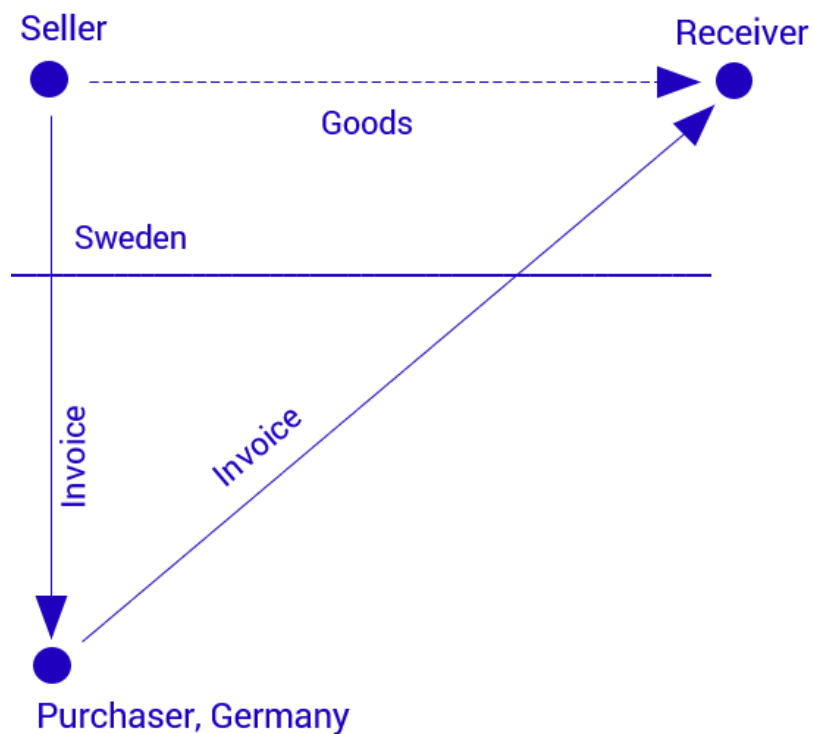 Seller
Receiver
Goods
Sweden
Invoice
Invoice
Purchaser, Germany